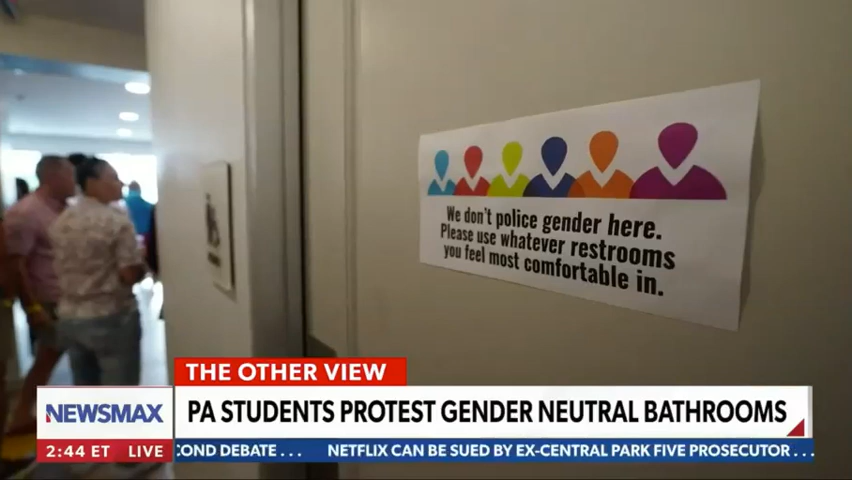 We don't police gender here.
Please use whatever restrooms
you feel most comfortable in.
THE OTHER VIEW
NEWSMAX
PA STUDENTS PROTEST GENDER NEUTRAL BATHROOMS
2:44 ET LIVE
OND DEBATE... NETFLIX CAN BE SUED BY EX-CENTRAL PARK FIVE PROSECUTOR...